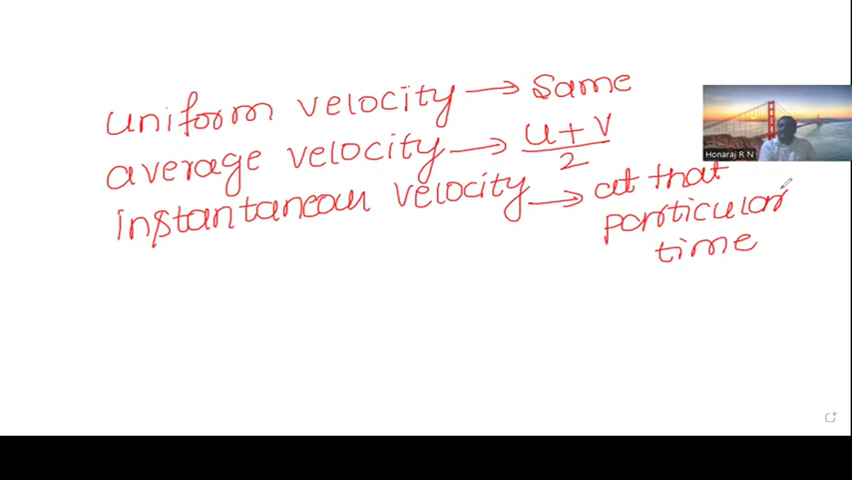 uniform velocity → same
average velocity → u+v/2
instantaneous velocity → at that
particular
time
Honaraj R N